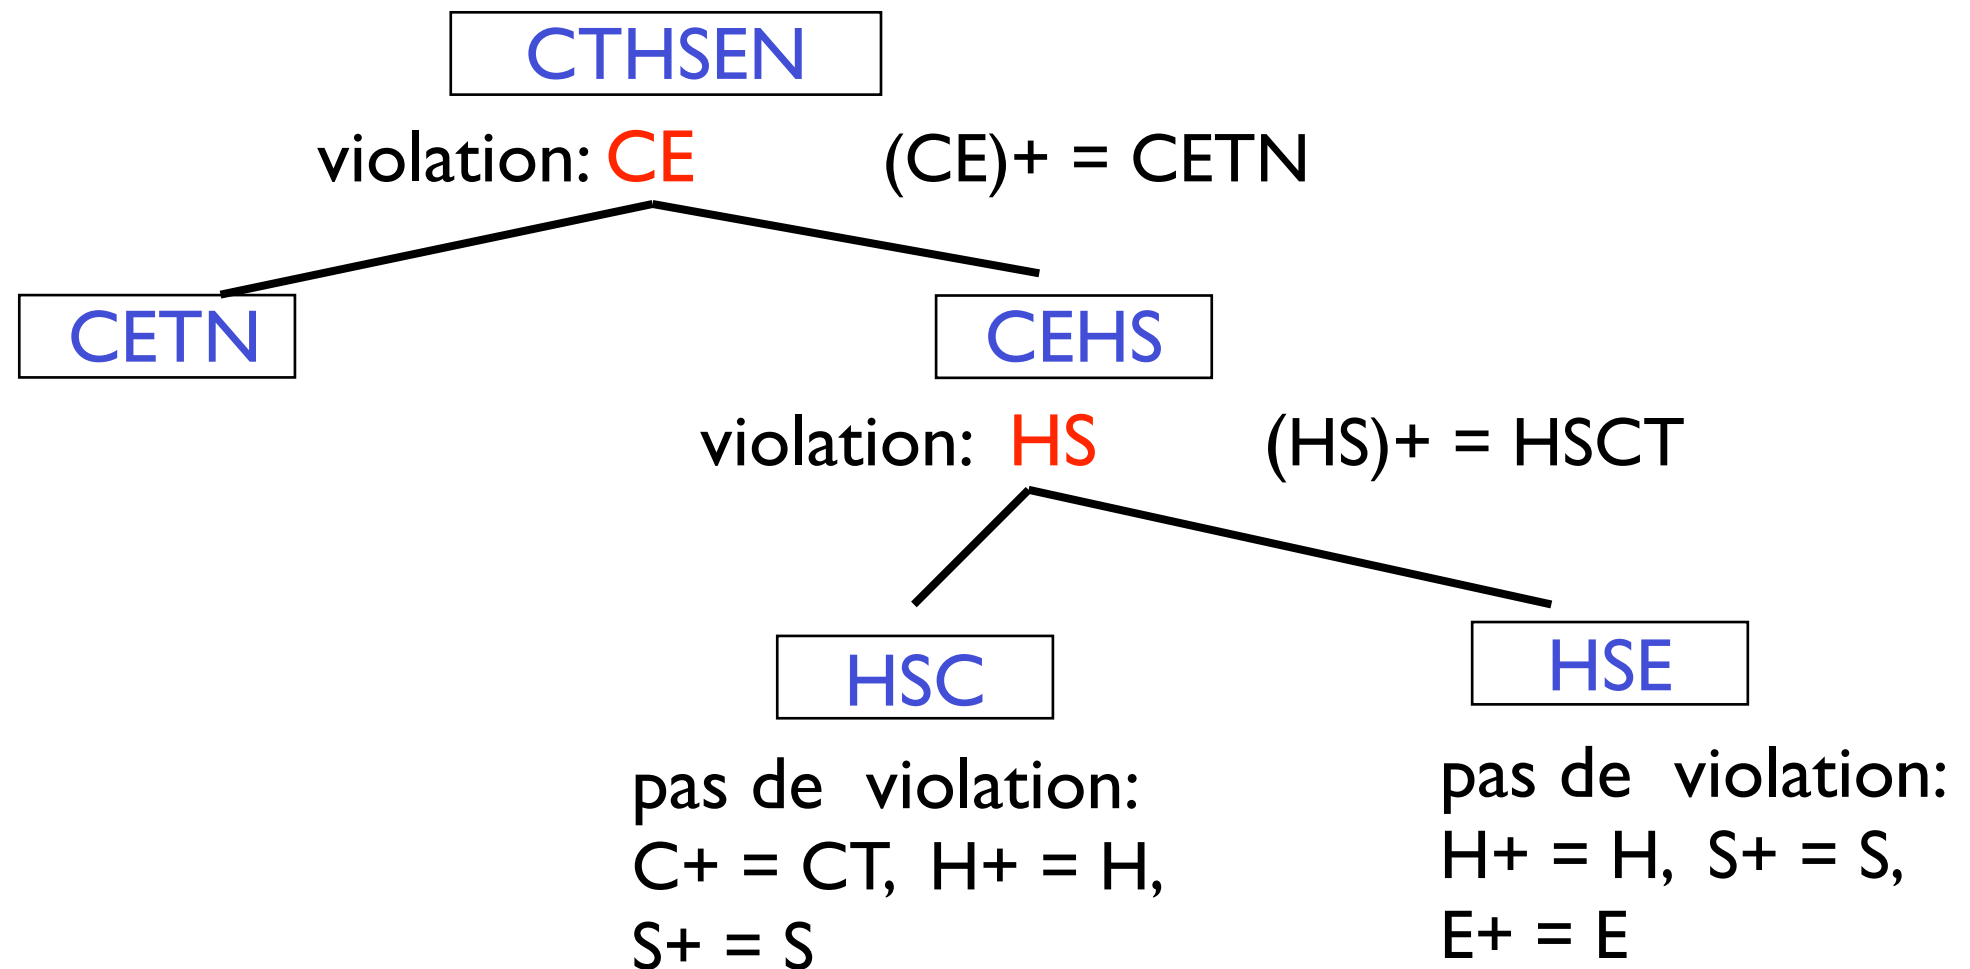 CTHSEN
violation: CE (CE)+ = CETN
CETN
CEHS
violation: HS (HS)+ = HSCT
HSC
HSE
pas de violation:
C+ = CT, H+ = H,
S+ = S
pas de violation:
H+ = H, S+ = S,
E+ = E